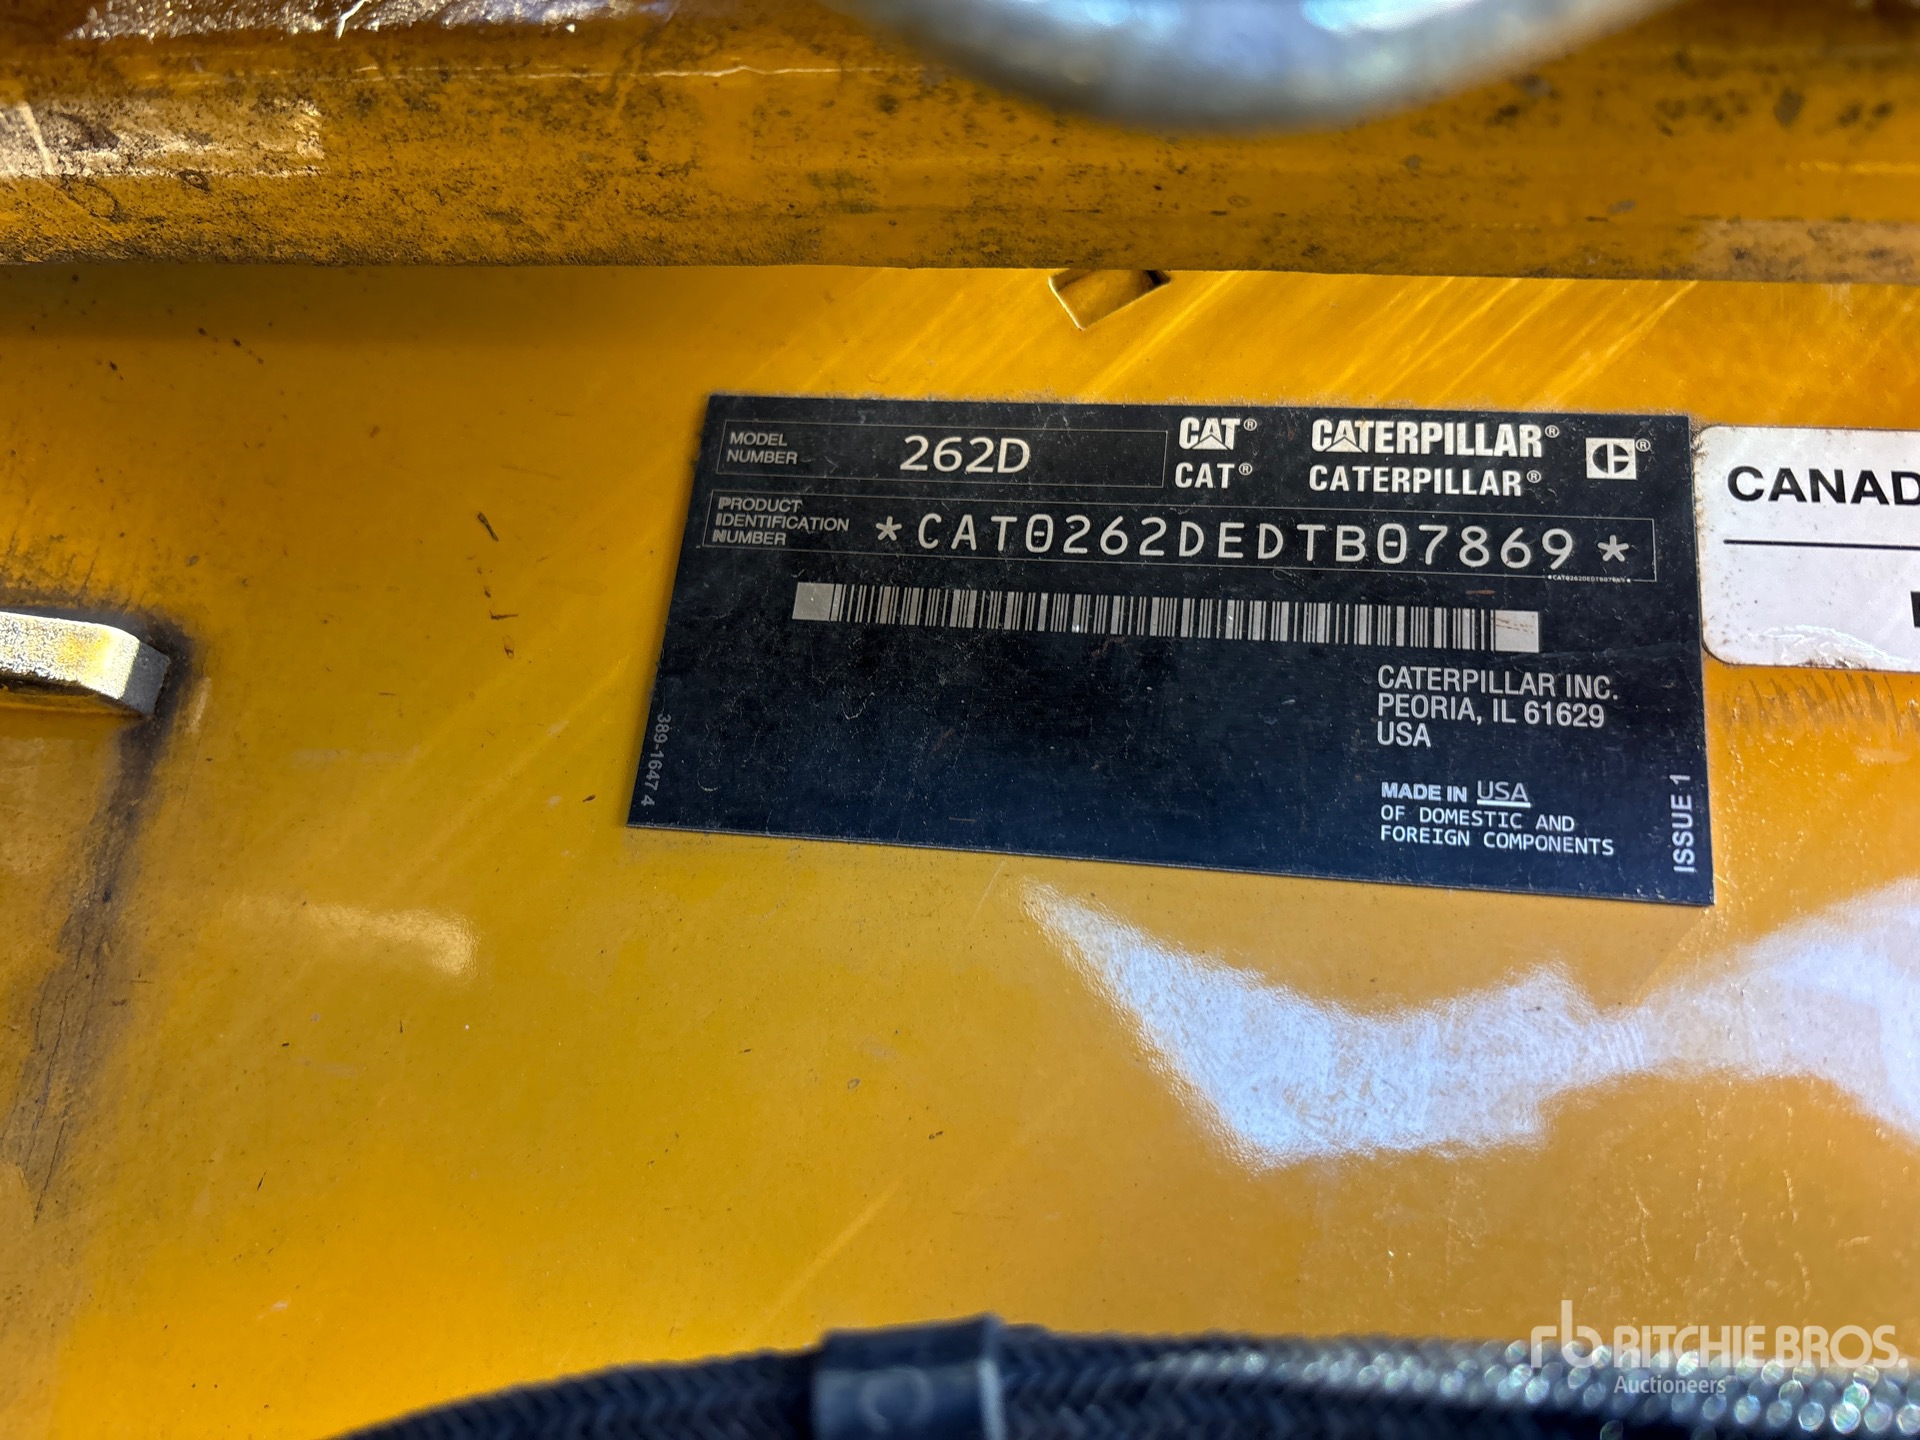 MODEL
NUMBER
262D
CAT® CATERPILLAR® ®
CAT® CATERPILLAR®
PRODUCT
IDENTIFICATION
NUMBER
*CAT0262DEDTB07869*
CATERPILLAR INC.
PEORIA, IL 61629
USA
MADE IN USA
OF DOMESTIC AND
FOREIGN COMPONENTS
389-1647 4
ISSUE 1
CANAD
rb RITCHIE BROS.
Auctioneers